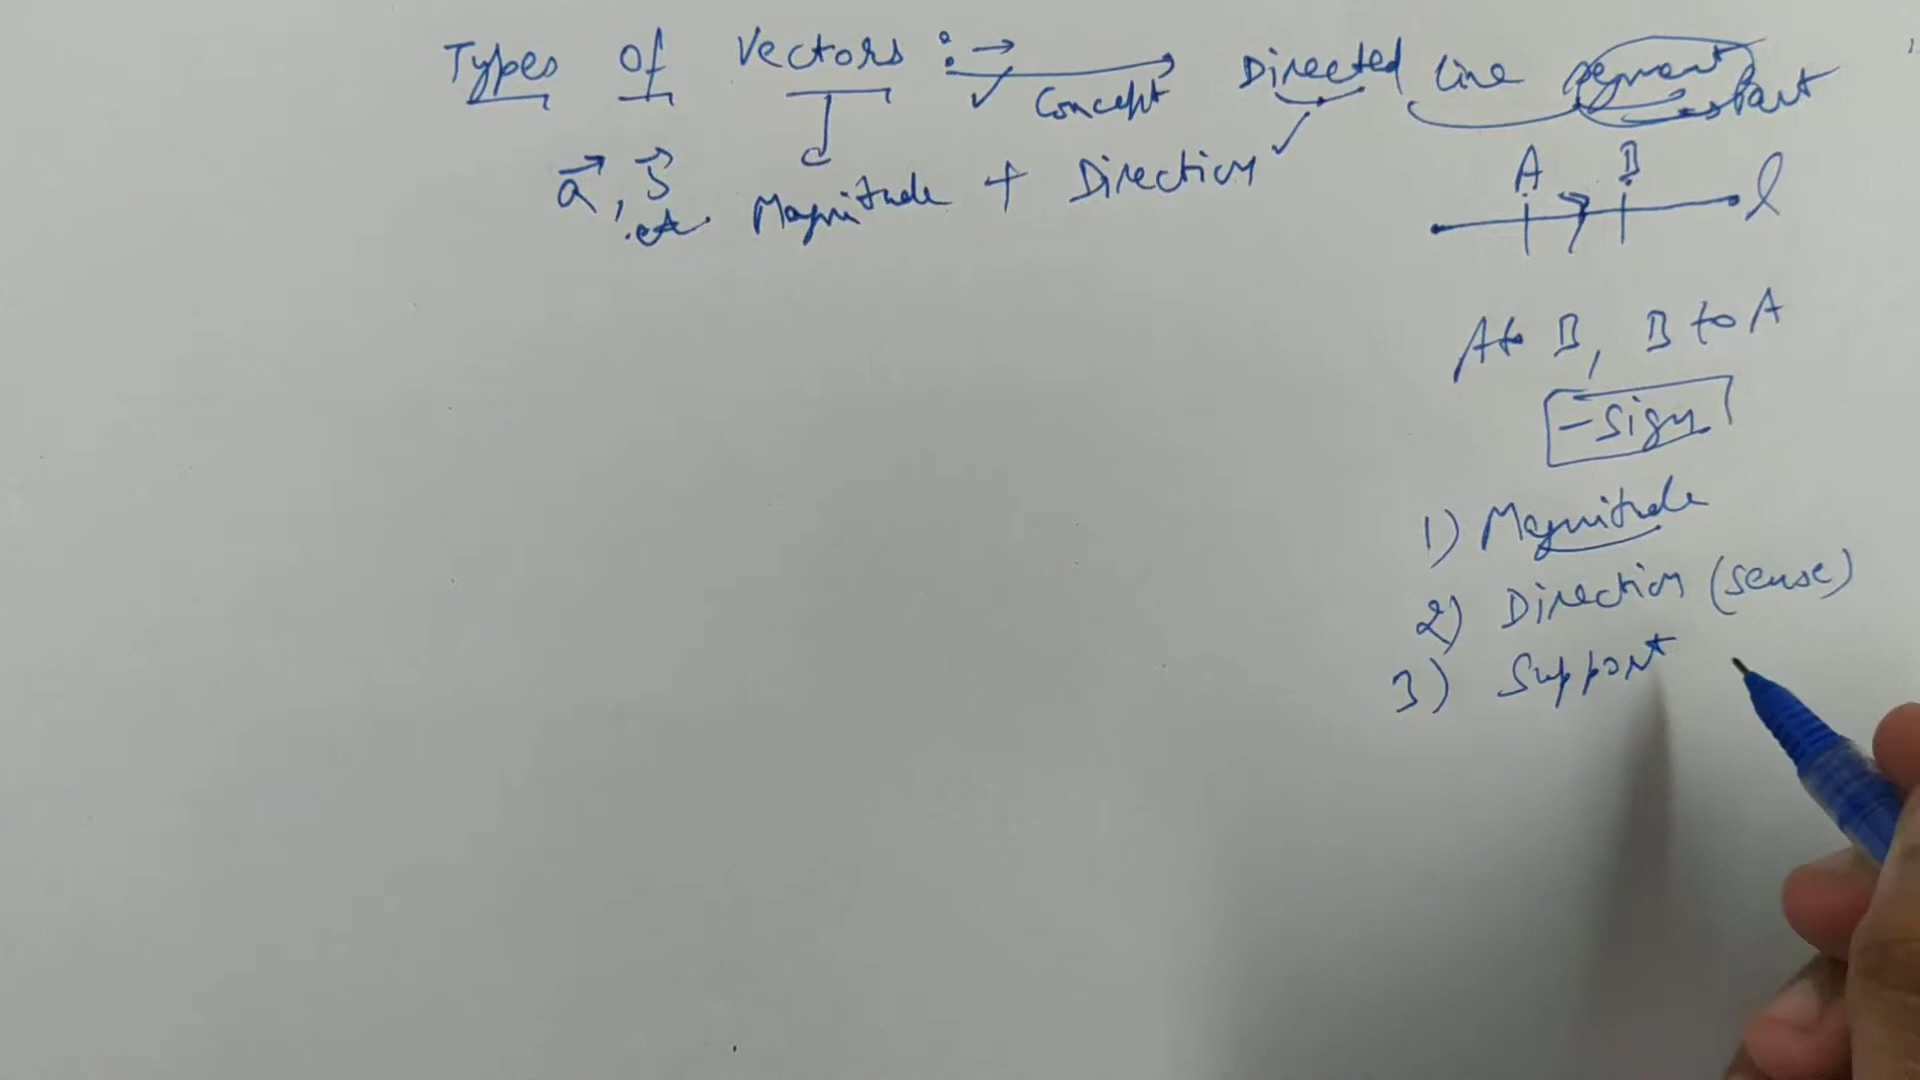 Types Of Vectors :→ Concept → Directed line segment
→ part
a⃗, b⃗ Magnitude + Direction ✓
etc.
A B l
A to B, B to A
-Sign
1) Magnitude
2) Direction (sense)
3) Support